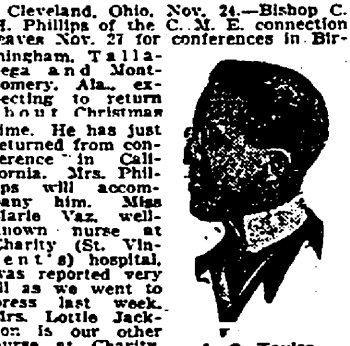 Cleveland, Ohio, Nov. 24.—Bishop C.
H. Phillips of the C. M. E. connection
leaves Nov. 27 for conferences in Bir-
mingham, Talla-
dega and Mont-
gomery, Ala., ex-
pecting to return
about Christmas
time. He has just
returned from con-
ference in Cali-
fornia. Mrs. Phil-
lips will accom-
pany him. Miss
Marie Vaz, well-
known nurse at
Charity (St. Vin-
cent's) hospital,
was reported very
ill as we went to
press last week.
Mrs. Lottie Jack-
son is our other
nurse at Charity.